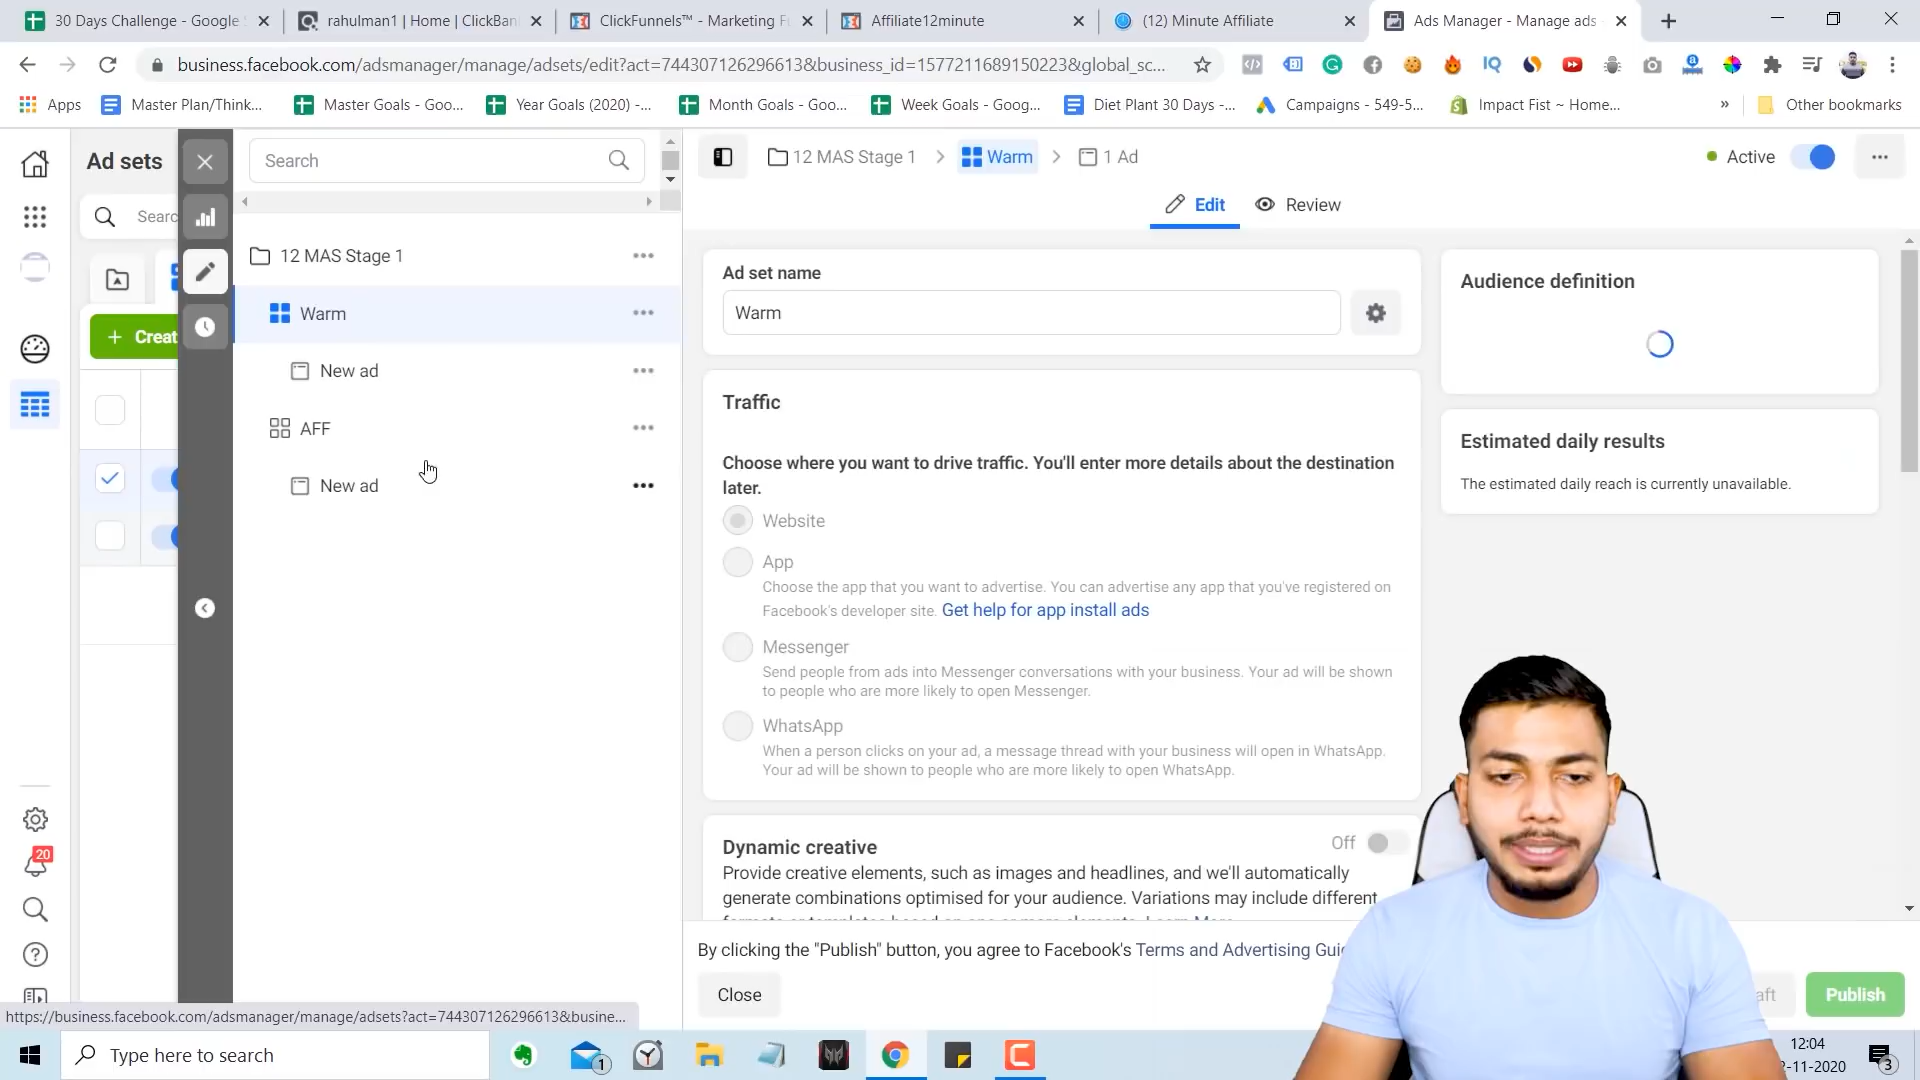 30 Days Challenge - Google
rahulman1 | Home | ClickBan
ClickFunnels™ - Marketing F
Affiliate12minute
(12) Minute Affiliate
Ads Manager - Manage ads
business.facebook.com/adsmanager/manage/adsets/edit?act=744307126296613&business_id=1577211689150223&global_sc...
IQ
Apps
Master Plan/Think...
Master Goals - Goo...
Year Goals (2020) -...
Month Goals - Goo...
Week Goals - Goog...
Diet Plant 30 Days -...
Campaigns - 549-5...
Impact Fist ~ Home...
»
Other bookmarks
Ad sets
Search
12 MAS Stage 1
Warm
1 Ad
Active
Edit
Review
Searc
+ Creat
12 MAS Stage 1
Warm
New ad
AFF
New ad
Ad set name
Warm
Traffic
Choose where you want to drive traffic. You'll enter more details about the destination
later.
Website
App
Choose the app that you want to advertise. You can advertise any app that you've registered on
Facebook's developer site. Get help for app install ads
Messenger
Send people from ads into Messenger conversations with your business. Your ad will be shown
to people who are more likely to open Messenger.
WhatsApp
When a person clicks on your ad, a message thread with your business will open in WhatsApp.
Your ad will be shown to people who are more likely to open WhatsApp.
Dynamic creative
Off
Provide creative elements, such as images and headlines, and we'll automatically
generate combinations optimised for your audience. Variations may include different
Audience definition
Estimated daily results
The estimated daily reach is currently unavailable.
By clicking the "Publish" button, you agree to Facebook's Terms and Advertising Gui
Close
aft
Publish
20
https://business.facebook.com/adsmanager/manage/adsets?act=744307126296613&busine...
Type here to search
1
12:04
2-11-2020
3